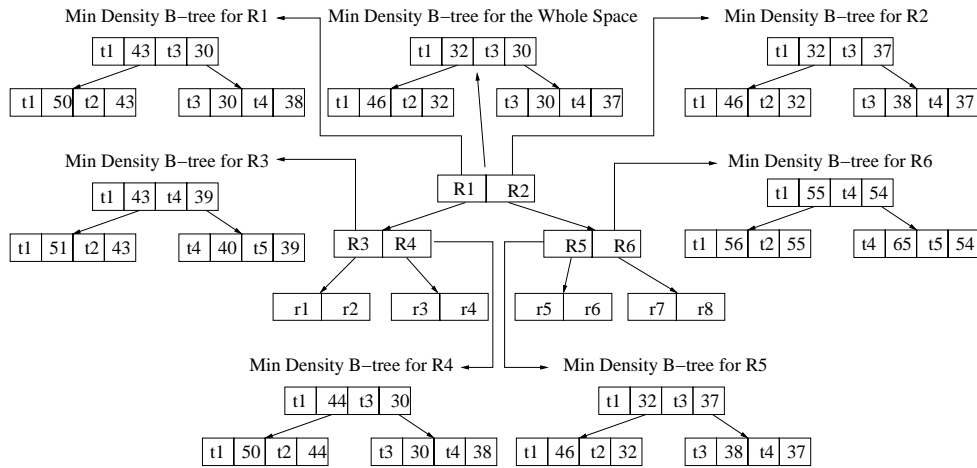 Min Density B-tree for R1
Min Density B-tree for the Whole Space
Min Density B-tree for R2
t1 43 t3 30
t1 32 t3 30
t1 32 t3 37
t1 50 t2 43
t3 30 t4 38
t1 46 t2 32
t3 30 t4 37
t1 46 t2 32
t3 38 t4 37
Min Density B-tree for R3
Min Density B-tree for R6
R1 R2
t1 43 t4 39
t1 55 t4 54
t1 51 t2 43
t4 40 t5 39
R3 R4
R5 R6
t1 56 t2 55
t4 65 t5 54
r1 r2
r3 r4
r5 r6
r7 r8
Min Density B-tree for R4
Min Density B-tree for R5
t1 44 t3 30
t1 32 t3 37
t1 50 t2 44
t3 30 t4 38
t1 46 t2 32
t3 38 t4 37